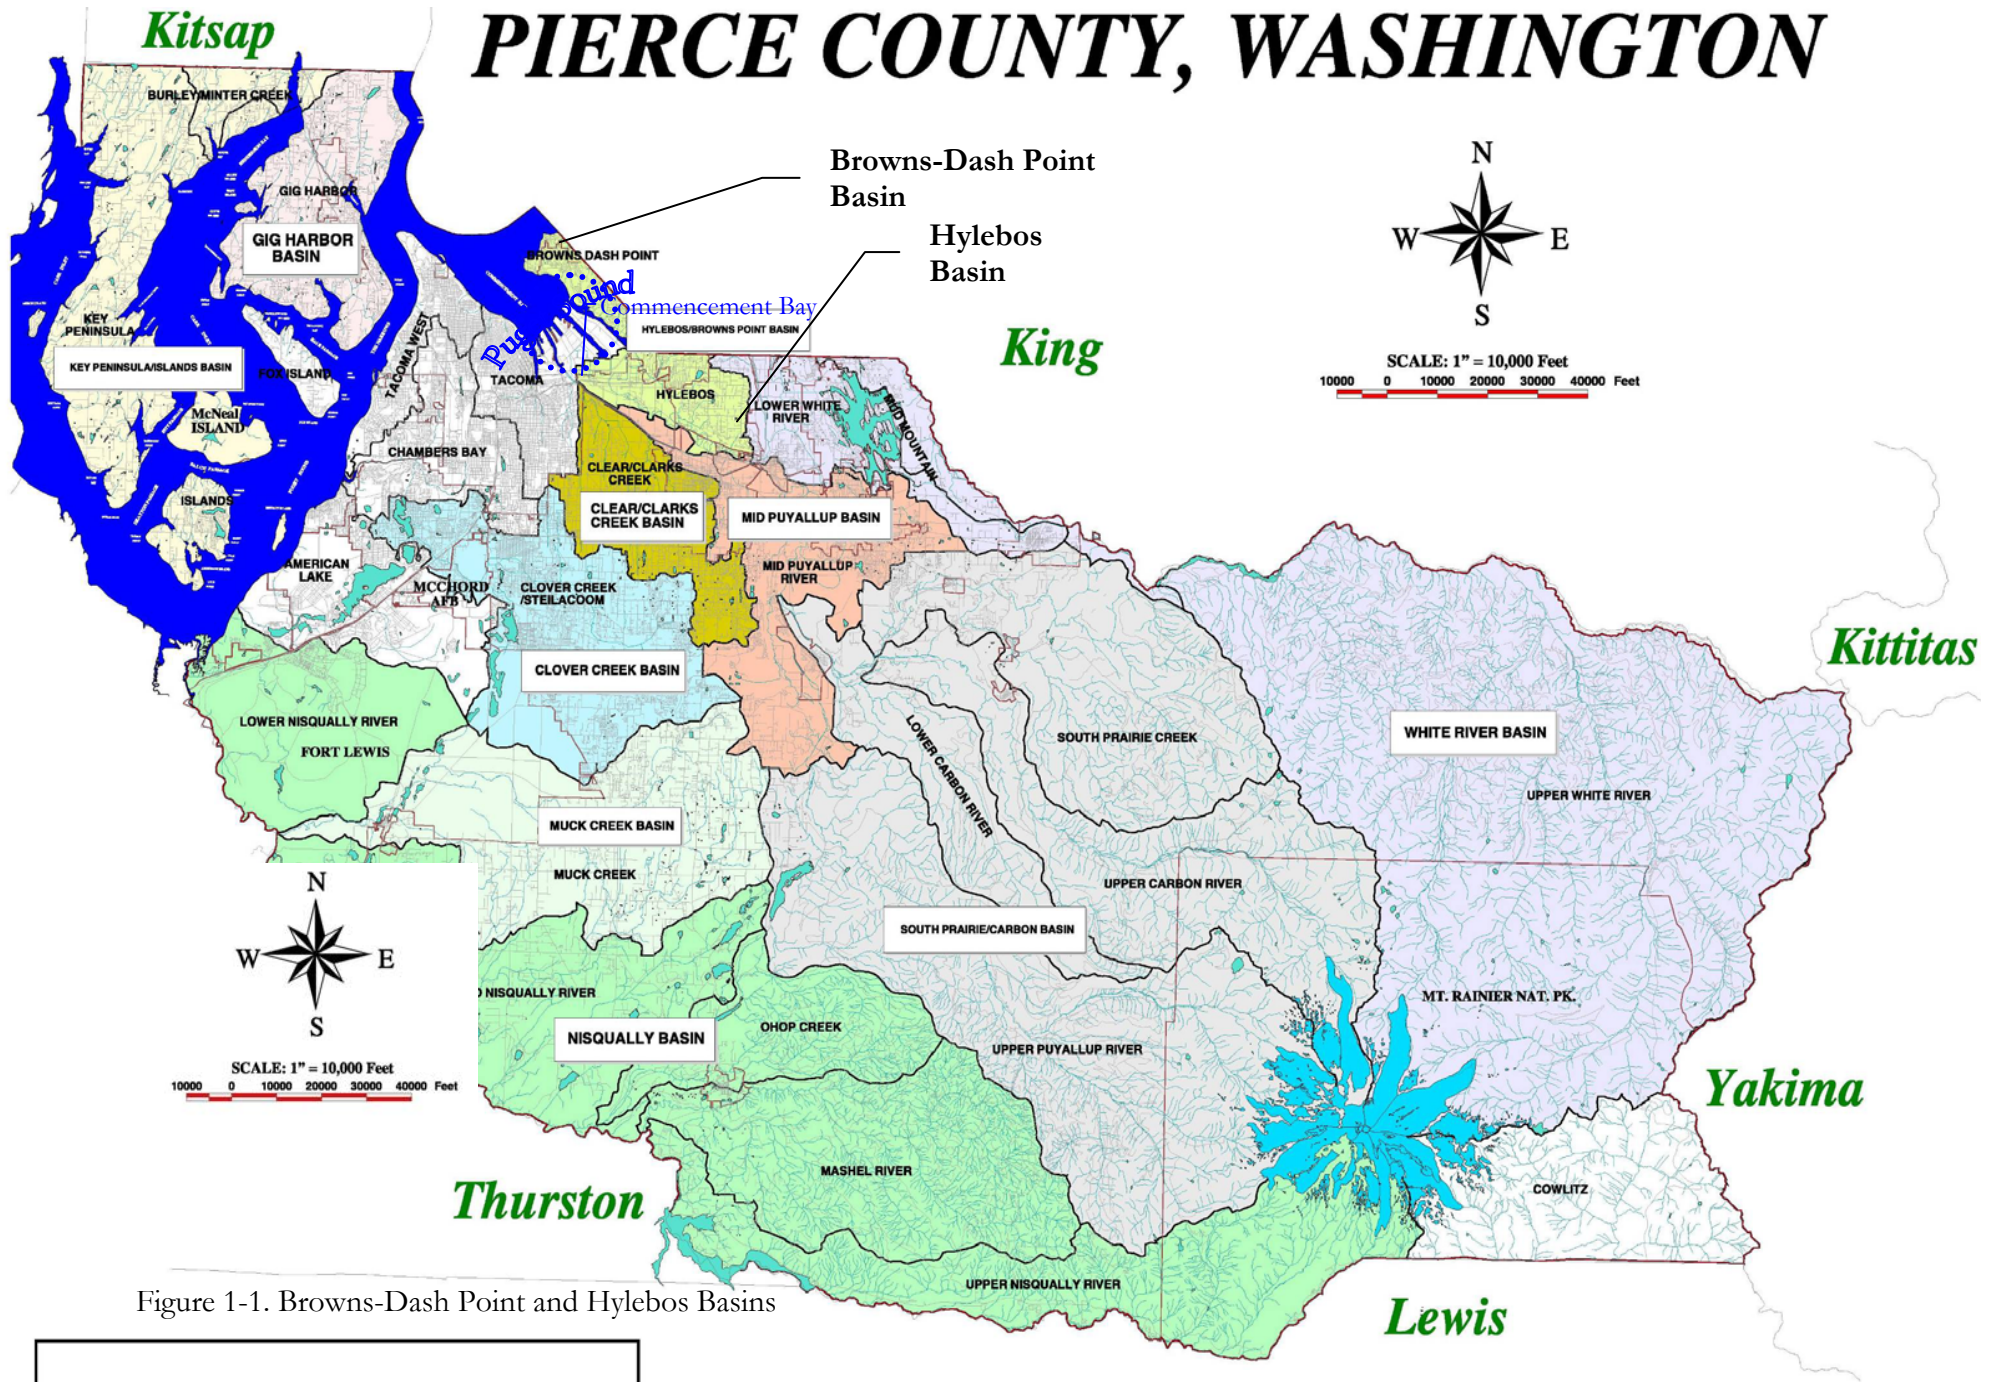 Kitsap
PIERCE COUNTY, WASHINGTON
BURLEY/MINTER CREEK
Browns-Dash Point
Basin
N
W E
S
GIG HARBOR
GIG HARBOR
BASIN
Hylebos
Basin
BROWNS DASH POINT
Commencement Bay
HYLEBOS/BROWNS POINT BASIN
King
SCALE: 1" = 10,000 Feet
10000 0 10000 20000 30000 40000 Feet
KEY
PENINSULA
KEY PENINSULA/ISLANDS BASIN
FOX ISLAND
TACOMA WEST
TACOMA
HYLEBOS
LOWER WHITE
RIVER
MUD MOUNTAIN
McNeal
ISLAND
CHAMBERS BAY
CLEAR/CLARKS
CREEK
CLEAR/CLARKS
CREEK BASIN
MID PUYALLUP BASIN
ISLANDS
AMERICAN
LAKE
MCCHORD
AFB
CLOVER CREEK
/STEILACOOM
MID PUYALLUP
RIVER
CLOVER CREEK BASIN
Kittitas
LOWER NISQUALLY RIVER
FORT LEWIS
LOWER CARBON RIVER
SOUTH PRAIRIE CREEK
WHITE RIVER BASIN
UPPER WHITE RIVER
MUCK CREEK BASIN
MUCK CREEK
UPPER CARBON RIVER
SOUTH PRAIRIE/CARBON BASIN
N
W E
S
SCALE: 1" = 10,000 Feet
10000 0 10000 20000 30000 40000 Feet
NISQUALLY RIVER
NISQUALLY BASIN
OHOP CREEK
UPPER PUYALLUP RIVER
MT. RAINIER NAT. PK.
Yakima
MASHEL RIVER
COWLITZ
Thurston
UPPER NISQUALLY RIVER
Lewis
Figure 1-1. Browns-Dash Point and Hylebos Basins